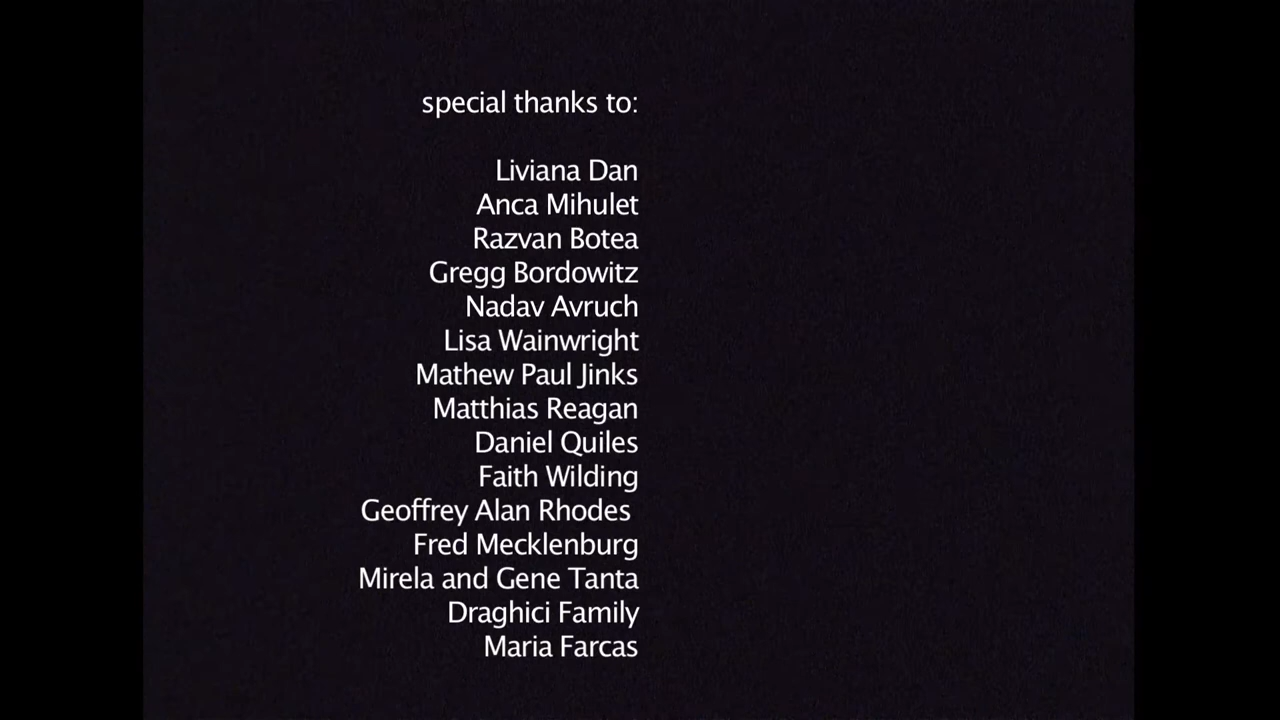 special thanks to:
Liviana Dan
Anca Mihulet
Razvan Botea
Gregg Bordowitz
Nadav Avruch
Lisa Wainwright
Mathew Paul Jinks
Matthias Reagan
Daniel Quiles
Faith Wilding
Geoffrey Alan Rhodes
Fred Mecklenburg
Mirela and Gene Tanta
Draghici Family
Maria Farcas